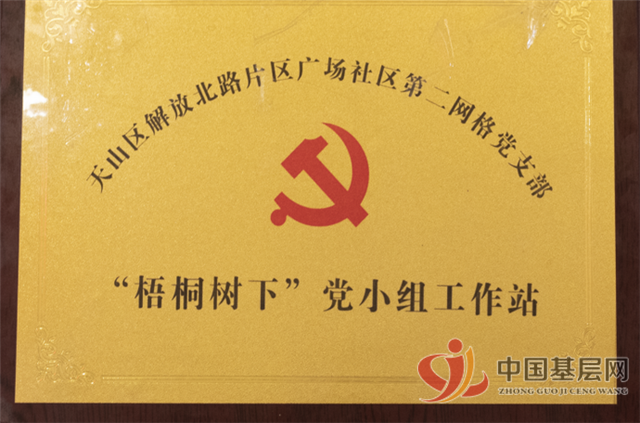 天山区解放北路片区广场社区第二网格党支部
“梧桐树下”党小组工作站
中国基层网
ZHONG GUO JI CENG WANG